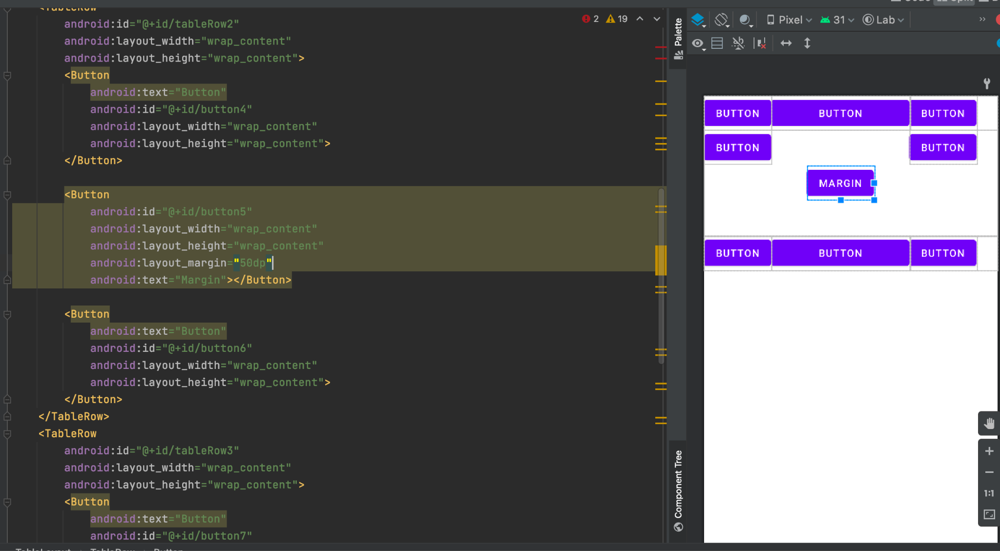 <TableRow
android:id="@+id/tableRow2"
android:layout_width="wrap_content"
android:layout_height="wrap_content">
<Button
android:text="Button"
android:id="@+id/button4"
android:layout_width="wrap_content"
android:layout_height="wrap_content">
</Button>
<Button
android:id="@+id/button5"
android:layout_width="wrap_content"
android:layout_height="wrap_content"
android:layout_margin="50dp"
android:text="Margin"></Button>
<Button
android:text="Button"
android:id="@+id/button6"
android:layout_width="wrap_content"
android:layout_height="wrap_content">
</Button>
</TableRow>
<TableRow
android:id="@+id/tableRow3"
android:layout_width="wrap_content"
android:layout_height="wrap_content">
<Button
android:text="Button"
android:id="@+id/button7"
TableLayout TableRow Button
2 19
Palette
Component Tree
Code Split
Pixel 31 Lab
BUTTON BUTTON BUTTON
BUTTON BUTTON
MARGIN
BUTTON BUTTON BUTTON
1:1